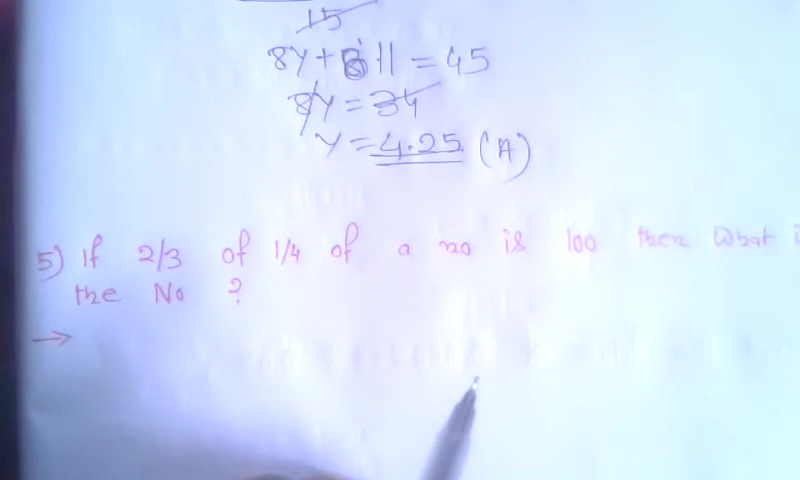 15
8y + 11 = 45
8y = 34
y = 4.25 (A)
5) If 2/3 of 1/4 of a no is 100 then What i
the No ?
→